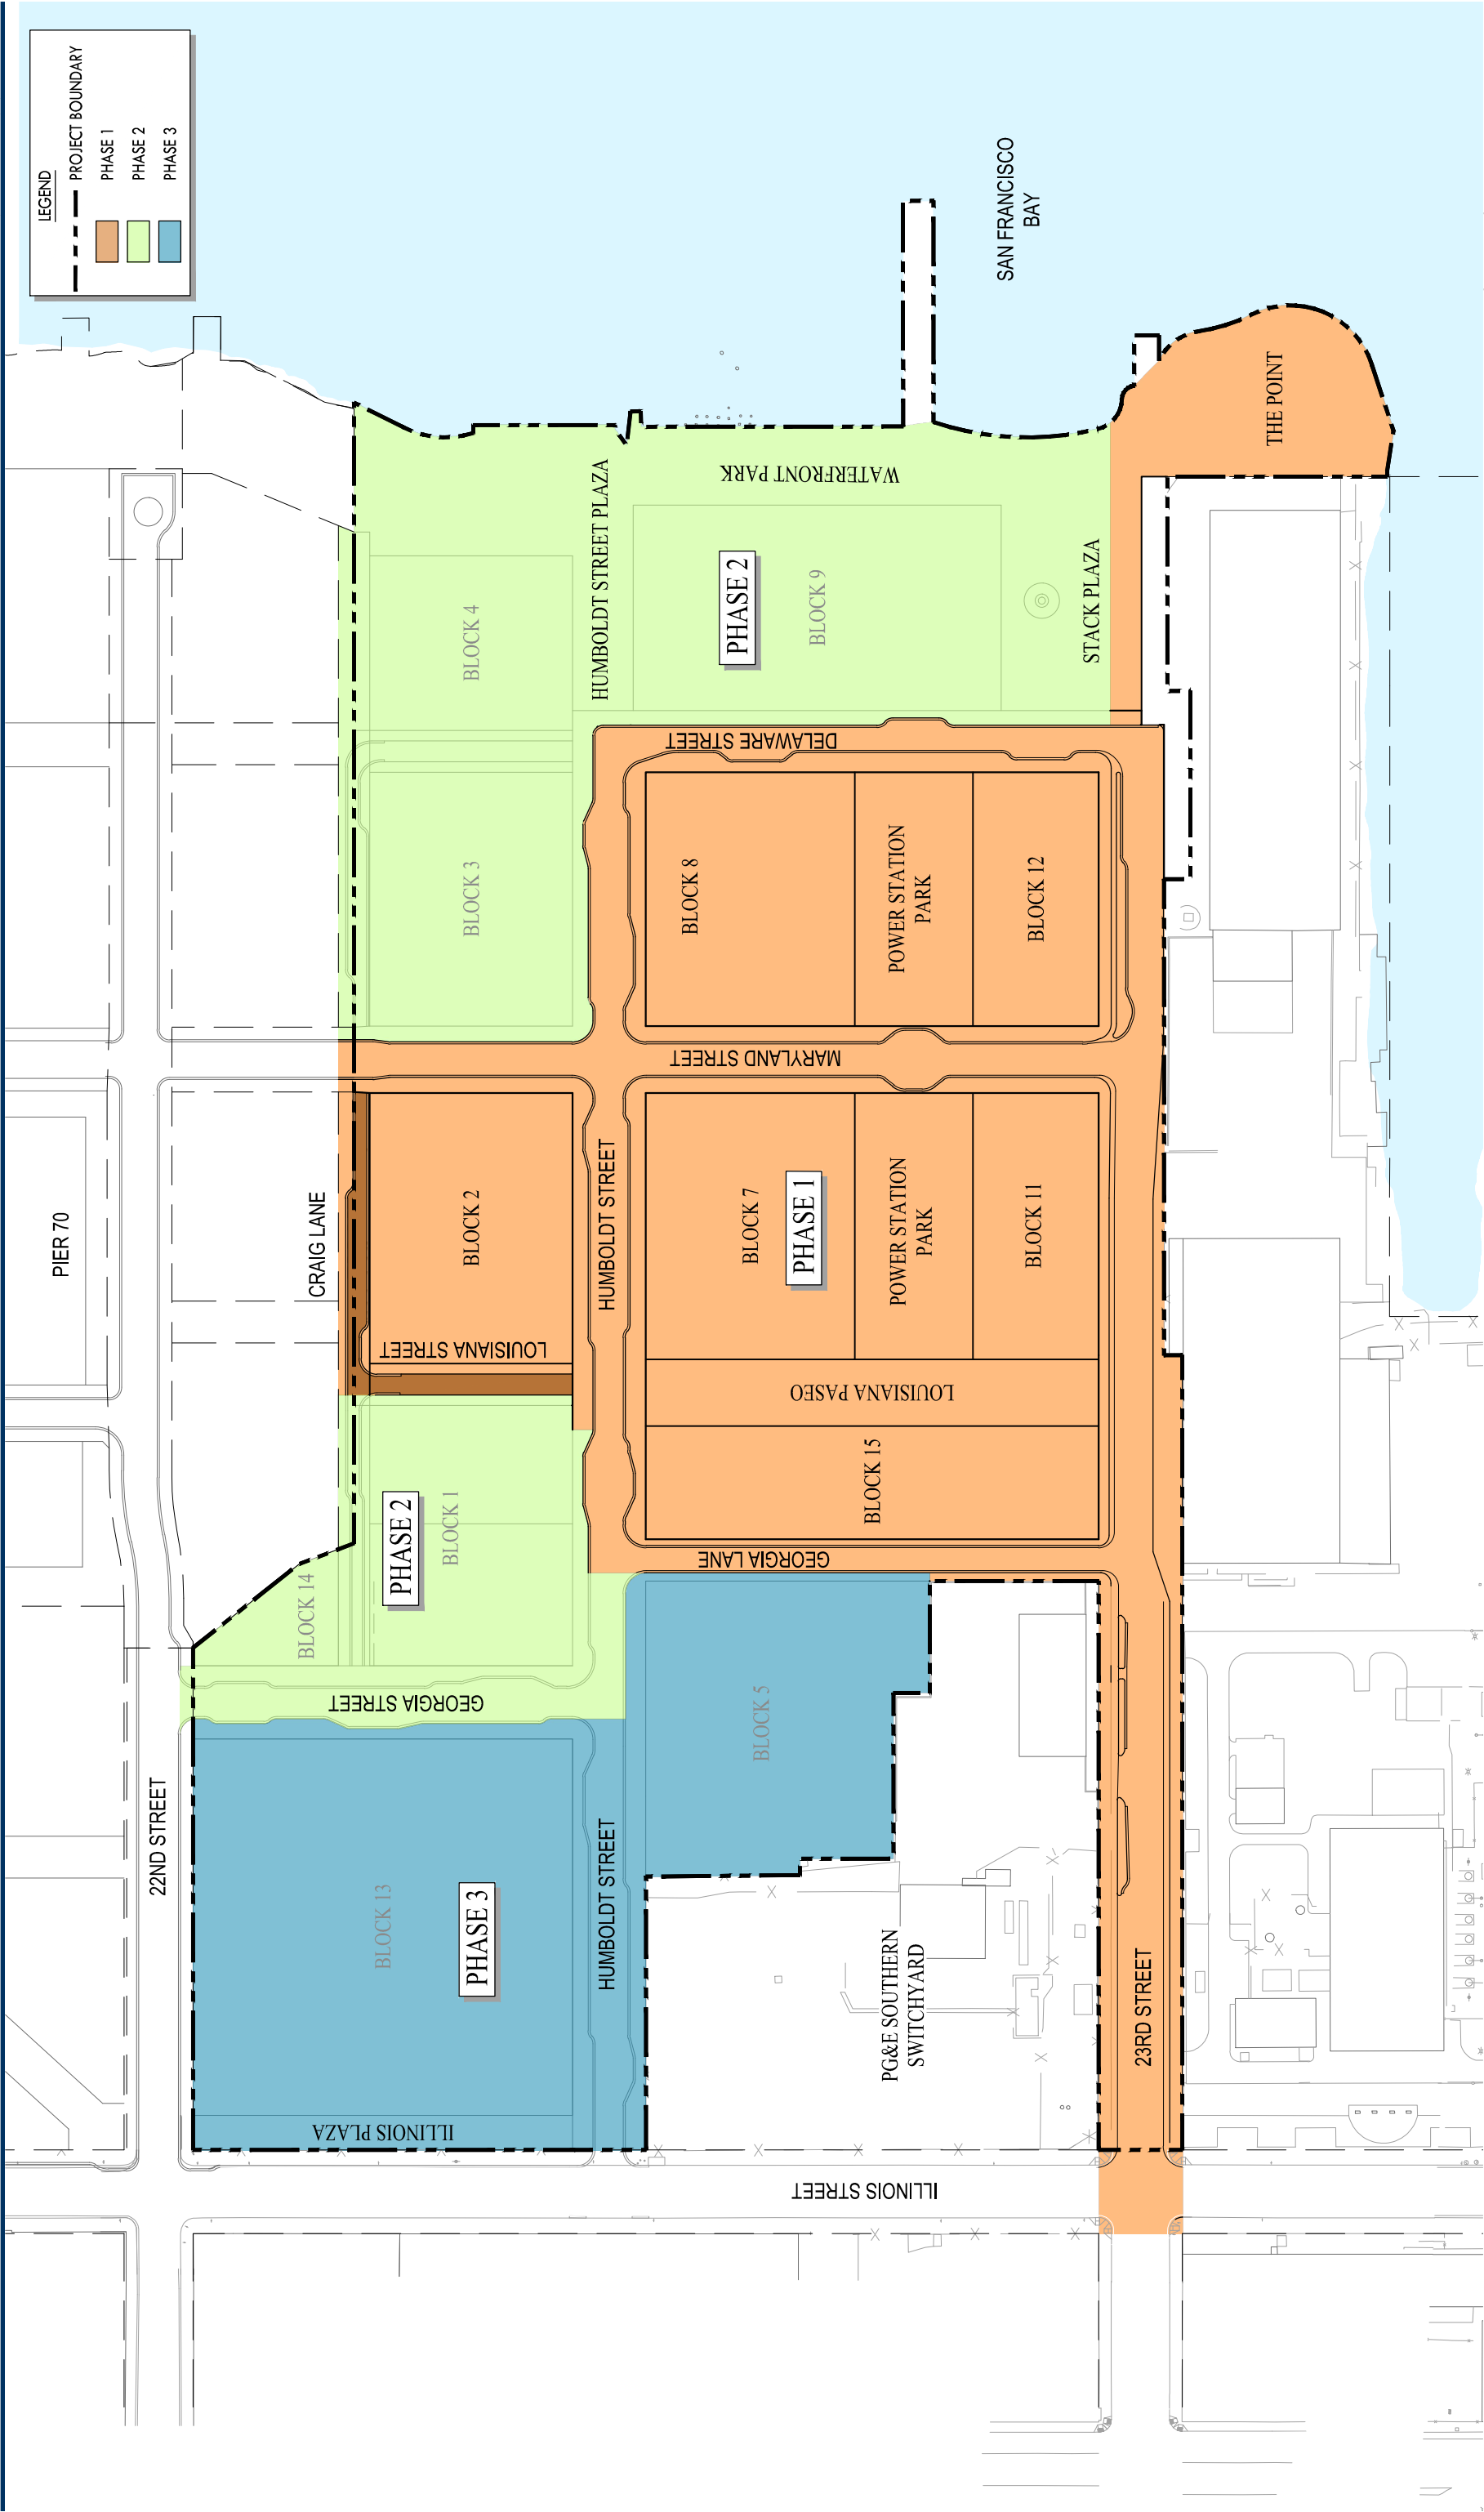 LEGEND
PROJECT BOUNDARY
PHASE 1
PHASE 2
PHASE 3
PIER 70
22ND STREET
CRAIG LANE
SAN FRANCISCO
BAY
BLOCK 4
HUMBOLDT STREET PLAZA
WATERFRONT PARK
PHASE 2
BLOCK 9
STACK PLAZA
THE POINT
BLOCK 3
DELAWARE STREET
BLOCK 8
POWER STATION
PARK
BLOCK 12
MARYLAND STREET
BLOCK 2
LOUISIANA STREET
HUMBOLDT STREET
BLOCK 7
PHASE 1
POWER STATION
PARK
BLOCK 11
LOUISIANA PASEO
BLOCK 15
GEORGIA LANE
PHASE 2
BLOCK 1
BLOCK 14
GEORGIA STREET
BLOCK 5
BLOCK 13
PHASE 3
HUMBOLDT STREET
PG&E SOUTHERN
SWITCHYARD
23RD STREET
ILLINOIS PLAZA
ILLINOIS STREET